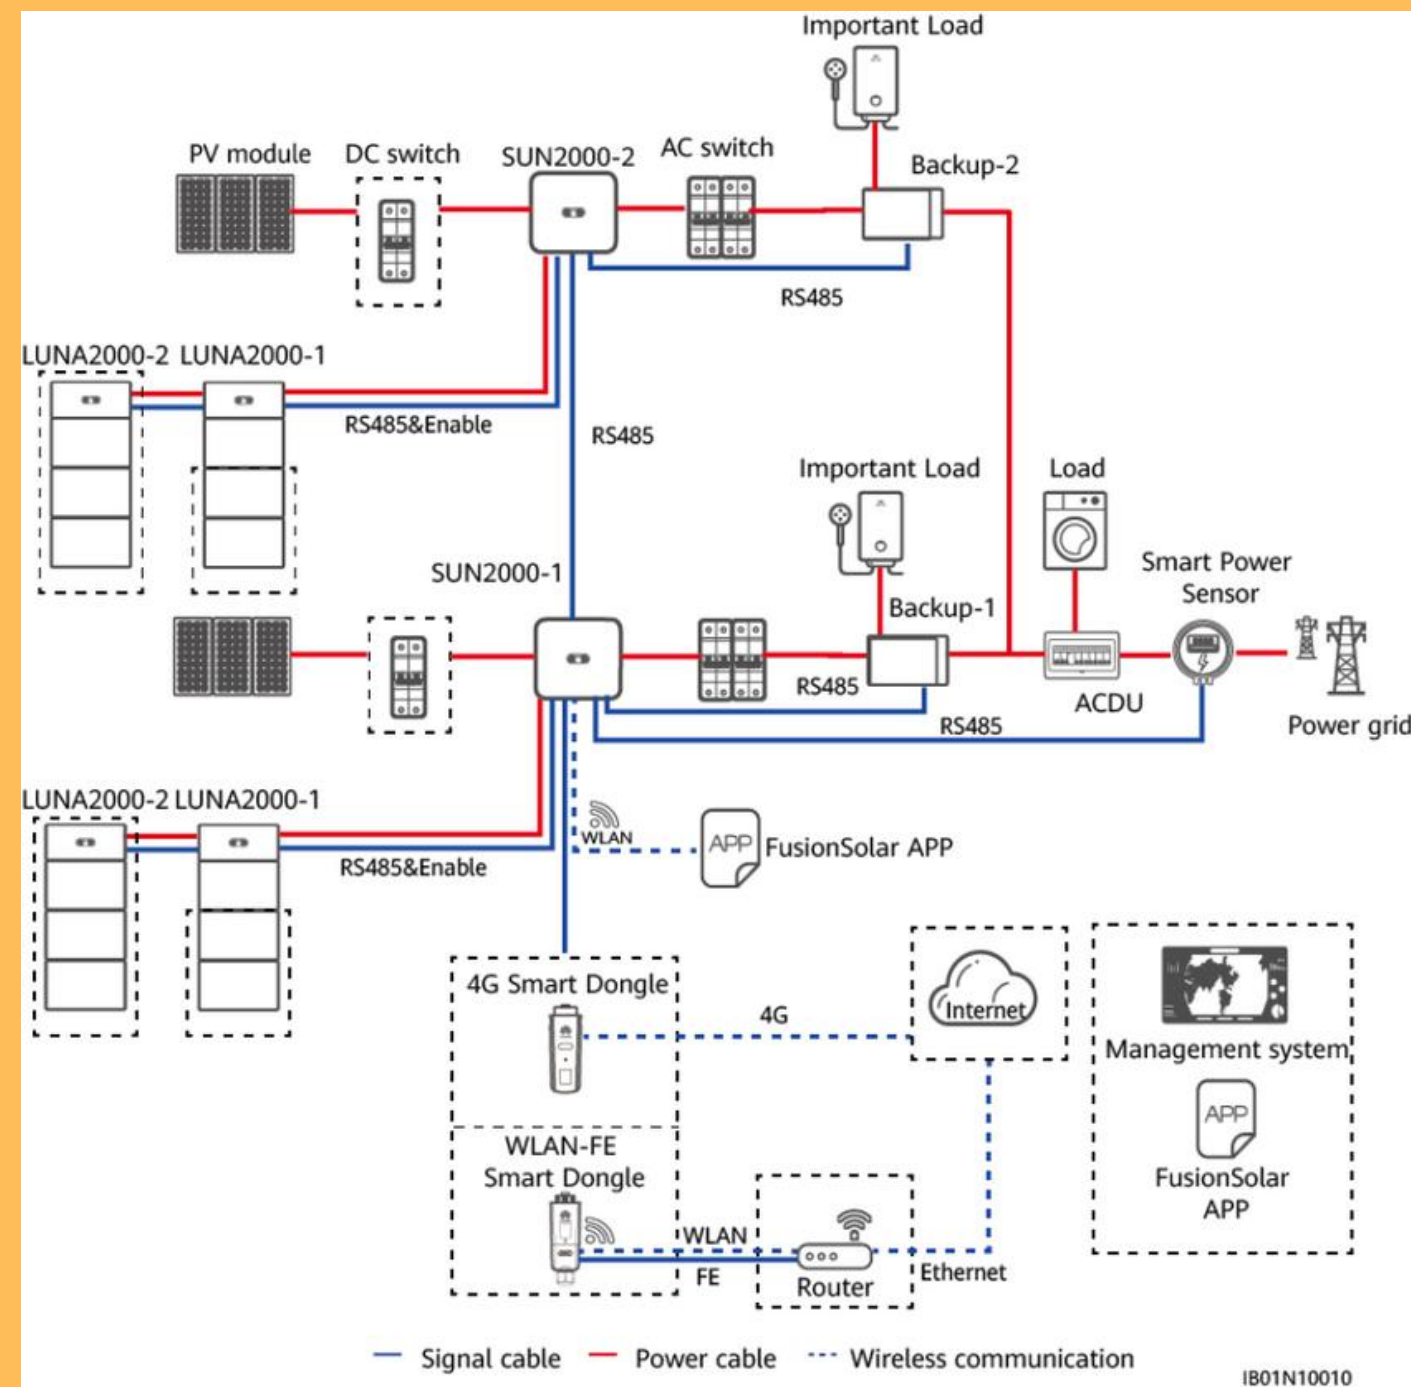 Important Load
PV module
DC switch
SUN2000-2
AC switch
Backup-2
RS485
LUNA2000-2
LUNA2000-1
RS485&Enable
RS485
Important Load
Load
SUN2000-1
Smart Power
Sensor
Backup-1
RS485
ACDU
RS485
Power grid
LUNA2000-2
LUNA2000-1
RS485&Enable
WLAN
APP
FusionSolar APP
4G Smart Dongle
4G
Internet
Management system
APP
FusionSolar
APP
WLAN-FE
Smart Dongle
WLAN
FE
Router
Ethernet
Signal cable
Power cable
Wireless communication
IB01N10010